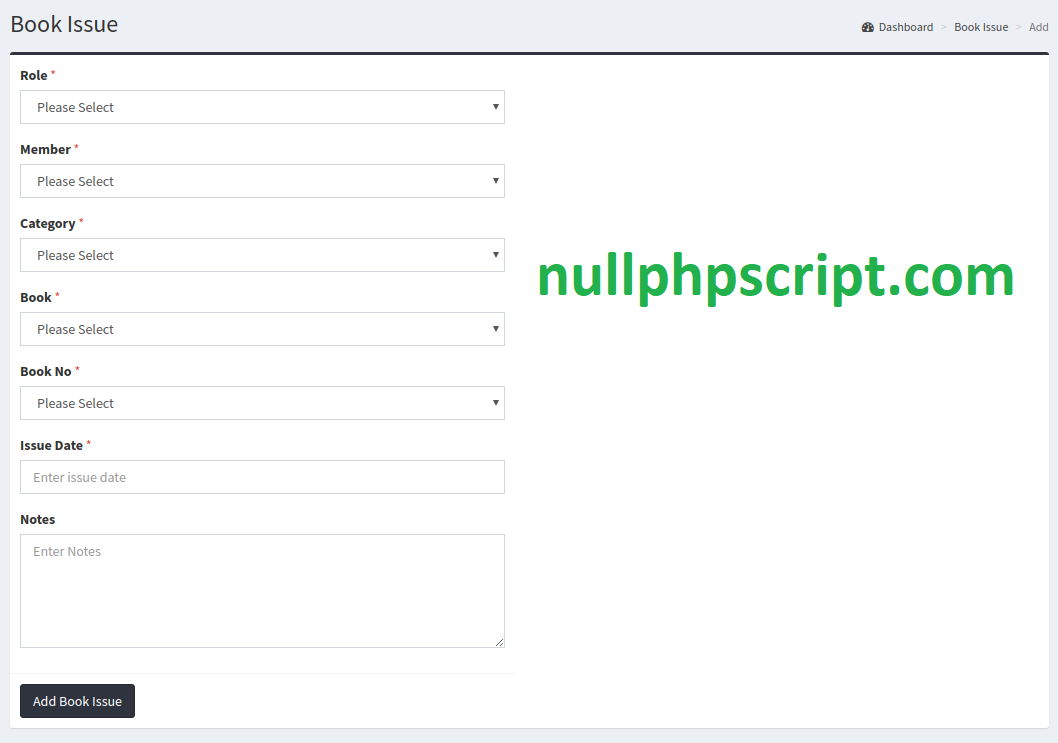 Book Issue
Dashboard > Book Issue > Add
Role *
Please Select
Member *
Please Select
Category *
Please Select
nullphpscript.com
Book *
Please Select
Book No *
Please Select
Issue Date *
Enter issue date
Notes
Enter Notes
Add Book Issue